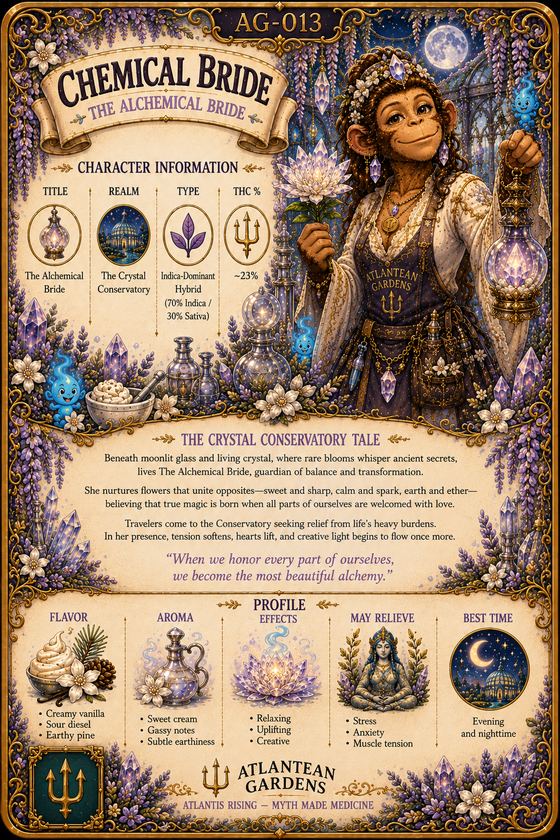 AG-013
CHEMICAL BRIDE
THE ALCHEMICAL BRIDE
CHARACTER INFORMATION
TITLE
The Alchemical
Bride
REALM
The Crystal
Conservatory
TYPE
Indica-Dominant
Hybrid
(70% Indica /
30% Sativa)
THC %
~23%
ATLANTEAN
GARDENS
THE CRYSTAL CONSERVATORY TALE
Beneath moonlit glass and living crystal, where rare blooms whisper ancient secrets,
lives The Alchemical Bride, guardian of balance and transformation.
She nurtures flowers that unite opposites—sweet and sharp, calm and spark, earth and ether—
believing that true magic is born when all parts of ourselves are welcomed with love.
Travelers come to the Conservatory seeking relief from life's heavy burdens.
In her presence, tension softens, hearts lift, and creative light begins to flow once more.
“When we honor every part of ourselves,
we become the most beautiful alchemy.”
PROFILE
FLAVOR
• Creamy vanilla
• Sour diesel
• Earthy pine
AROMA
• Sweet cream
• Gassy notes
• Subtle earthiness
EFFECTS
• Relaxing
• Uplifting
• Creative
MAY RELIEVE
• Stress
• Anxiety
• Muscle tension
BEST TIME
Evening
and nighttime
ATLANTEAN
GARDENS
ATLANTIS RISING – MYTH MADE MEDICINE